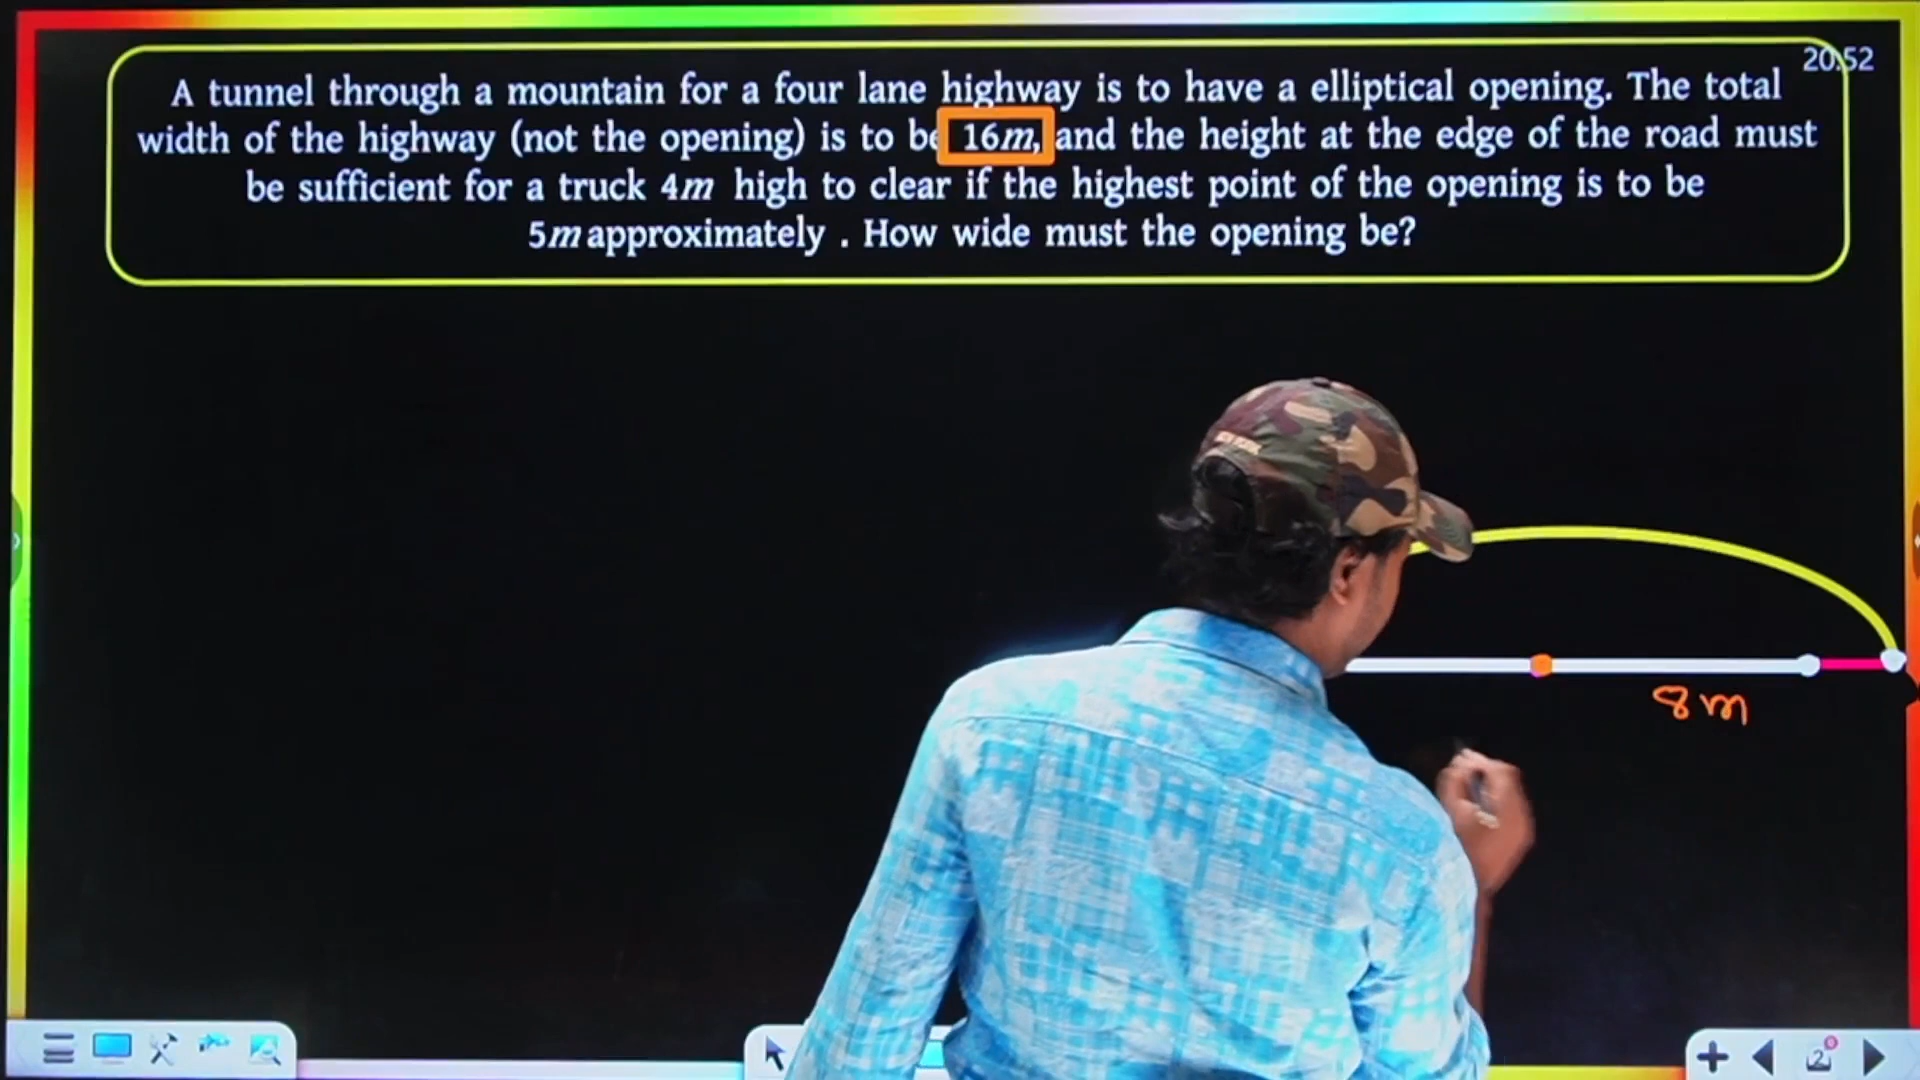 20:52
A tunnel through a mountain for a four lane highway is to have a elliptical opening. The total
width of the highway (not the opening) is to be 16m, and the height at the edge of the road must
be sufficient for a truck 4m high to clear if the highest point of the opening is to be
5m approximately . How wide must the opening be?
8m
2